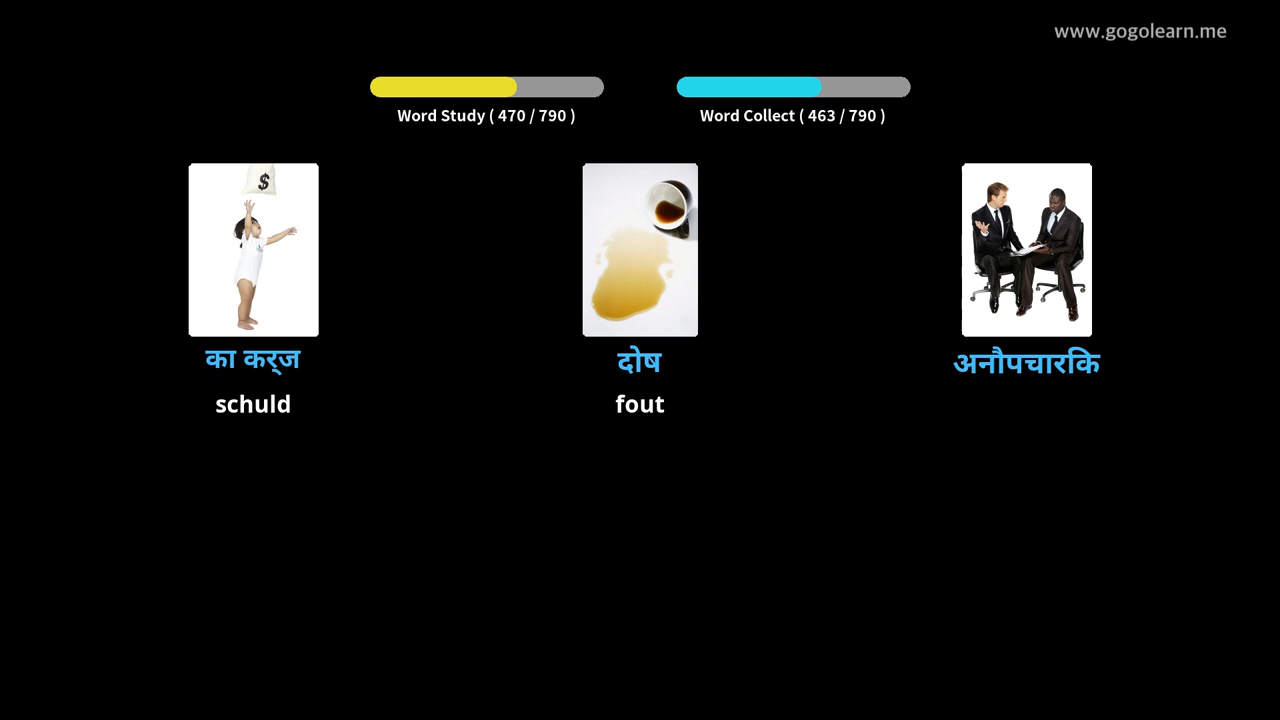 www.gogolearn.me
Word Study ( 470 / 790 )
Word Collect ( 463 / 790 )
$
का कर्ज
दोष
अनौपचारिक
schuld
fout